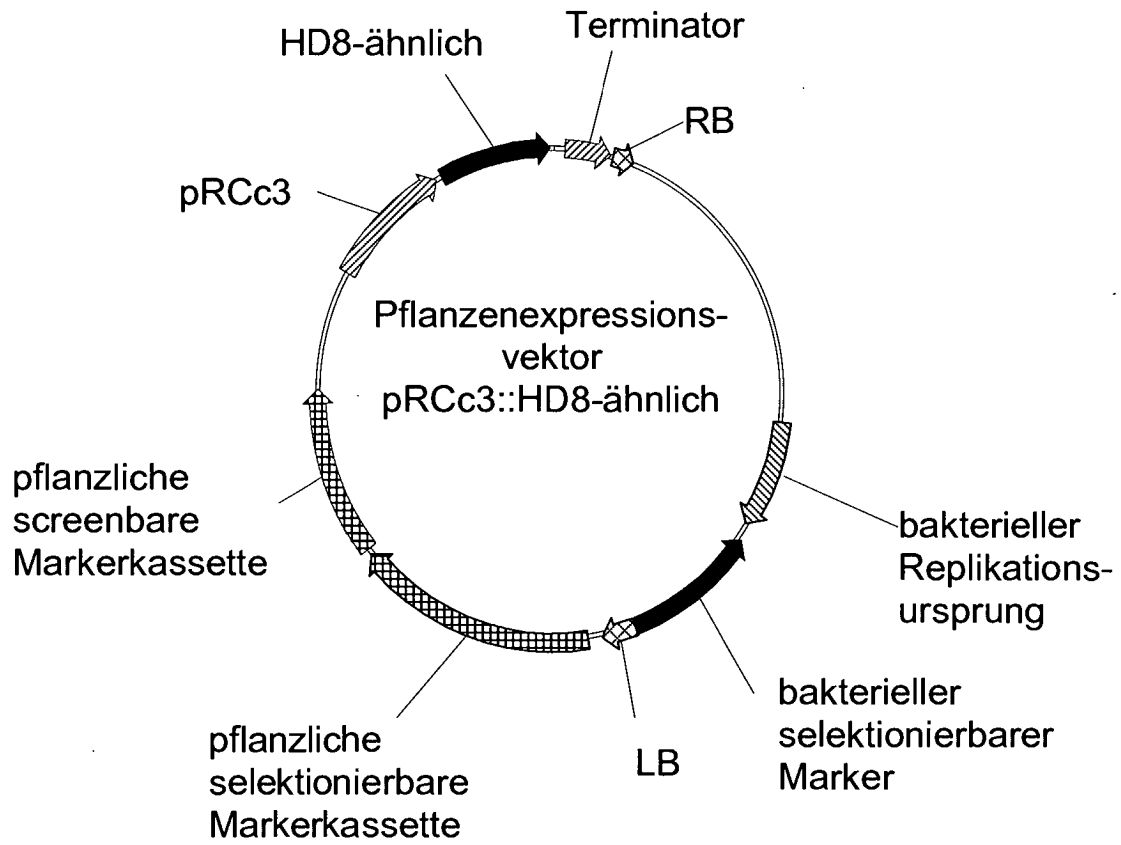 Terminator
HD8-ähnlich
RB
pRCc3
Pflanzenexpressions-
vektor
pRCc3::HD8-ähnlich
pflanzliche
screenbare
Markerkassette
bakterieller
Replikations-
ursprung
bakterieller
selektionierbarer
Marker
LB
pflanzliche
selektionierbare
Markerkassette